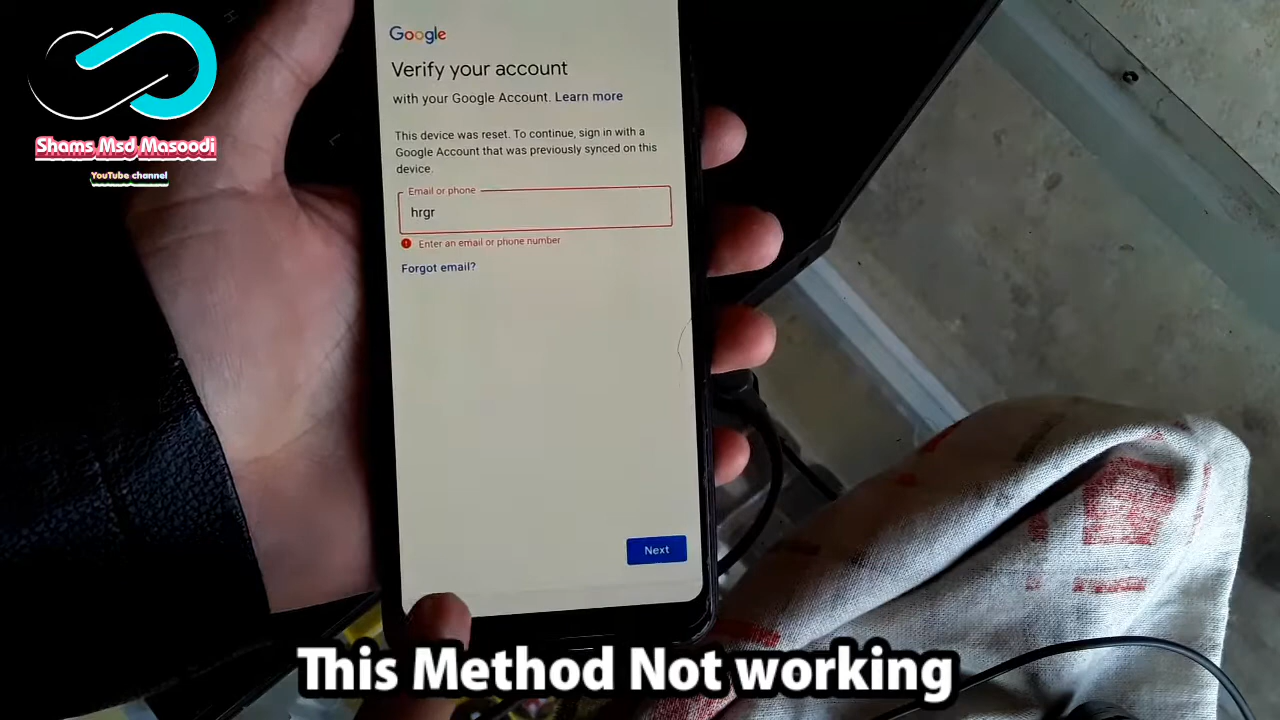 Shams Msd Masoodi
YouTube channel
Google
Verify your account
with your Google Account. Learn more
This device was reset. To continue, sign in with a
Google Account that was previously synced on this
device.
Email or phone
hrgr
Enter an email or phone number
Forgot email?
Next
This Method Not working